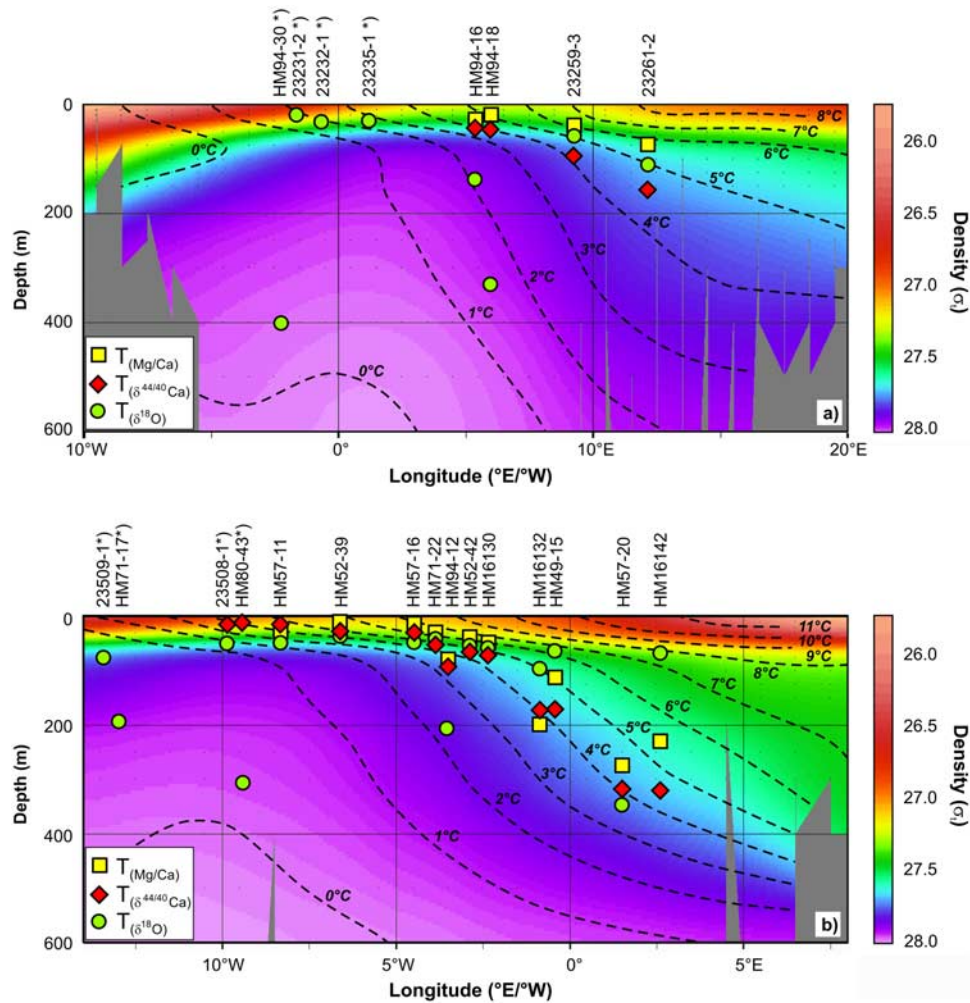 HM94-30 *)
23231-2 *)
23232-1 *)
23235-1 *)
HM94-16
HM94-18
23259-3
23261-2
0
200
400
600
Depth (m)
0°C
0°C
1°C
2°C
3°C
4°C
5°C
6°C
7°C
8°C
T(Mg/Ca)
T(δ44/40Ca)
T(δ18O)
a)
10°W
0°
10°E
20°E
Longitude (°E/°W)
26.0
26.5
27.0
27.5
28.0
Density (σt)
23509-1*)
HM71-17*)
23508-1*)
HM80-43*)
HM57-11
HM52-39
HM57-16
HM71-22
HM94-12
HM52-42
HM16130
HM16132
HM49-15
HM57-20
HM16142
0
200
400
600
Depth (m)
0°C
1°C
2°C
3°C
4°C
5°C
6°C
7°C
8°C
9°C
10°C
11°C
T(Mg/Ca)
T(δ44/40Ca)
T(δ18O)
b)
10°W
5°W
0°
5°E
Longitude (°E/°W)
26.0
26.5
27.0
27.5
28.0
Density (σt)